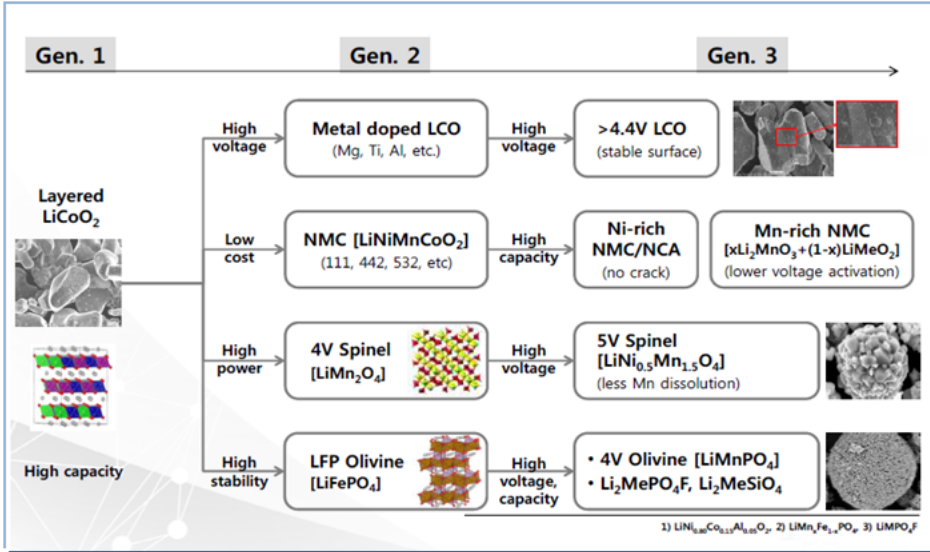 Gen. 1
Gen. 2
Gen. 3
Layered
LiCoO₂
High capacity
High
voltage
Metal doped LCO
(Mg, Ti, Al, etc.)
High
voltage
>4.4V LCO
(stable surface)
Low
cost
NMC [LiNiMnCoO₂]
(111, 442, 532, etc)
High
capacity
Ni-rich
NMC/NCA
(no crack)
Mn-rich NMC
[xLi₂MnO₃+(1-x)LiMeO₂]
(lower voltage activation)
High
power
4V Spinel
[LiMn₂O₄]
High
voltage
5V Spinel
[LiNi₀.₅Mn₁.₅O₄]
(less Mn dissolution)
High
stability
LFP Olivine
[LiFePO₄]
High
voltage,
capacity
• 4V Olivine [LiMnPO₄]
• Li₂MePO₄F, Li₂MeSiO₄
1) LiNi₀.₈₀Co₀.₁₅Al₀.₀₅O₂, 2) LiMnₓFe₁₋ₓPO₄, 3) LiMPO₄F